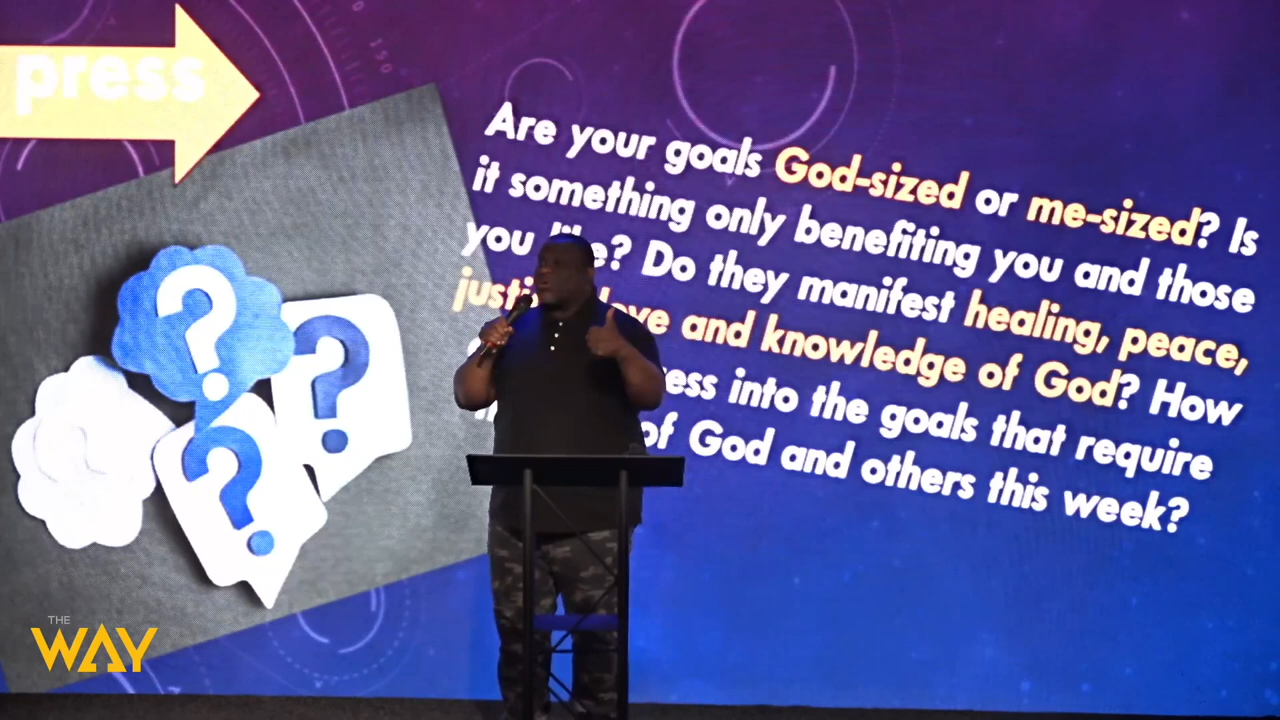 press
Are your goals God-sized or me-sized? Is
it something only benefiting you and those
you like? Do they manifest healing, peace,
love and knowledge of God? How
into the goals that require
of God and others this week?
THE
WAY